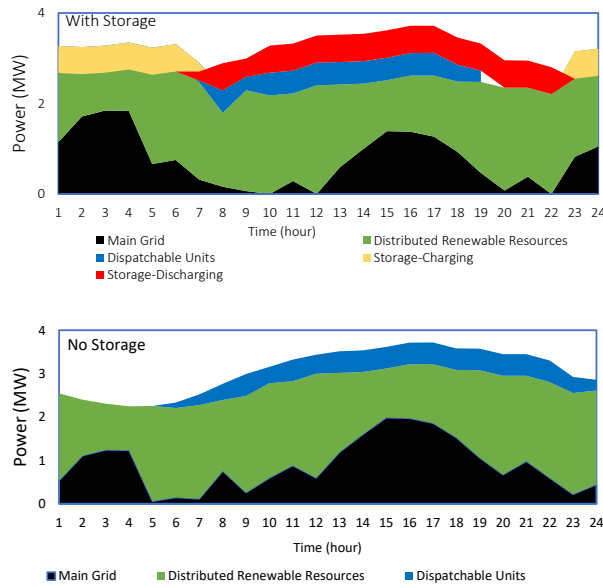 With Storage
4
2
0
Power (MW)
1 2 3 4 5 6 7 8 9 10 11 12 13 14 15 16 17 18 19 20 21 22 23 24
Time (hour)
Main Grid Distributed Renewable Resources
Dispatchable Units Storage-Charging
Storage-Discharging
No Storage
4
3
2
1
0
Power (MW)
1 2 3 4 5 6 7 8 9 10 11 12 13 14 15 16 17 18 19 20 21 22 23 24
Time (hour)
Main Grid Distributed Renewable Resources Dispatchable Units